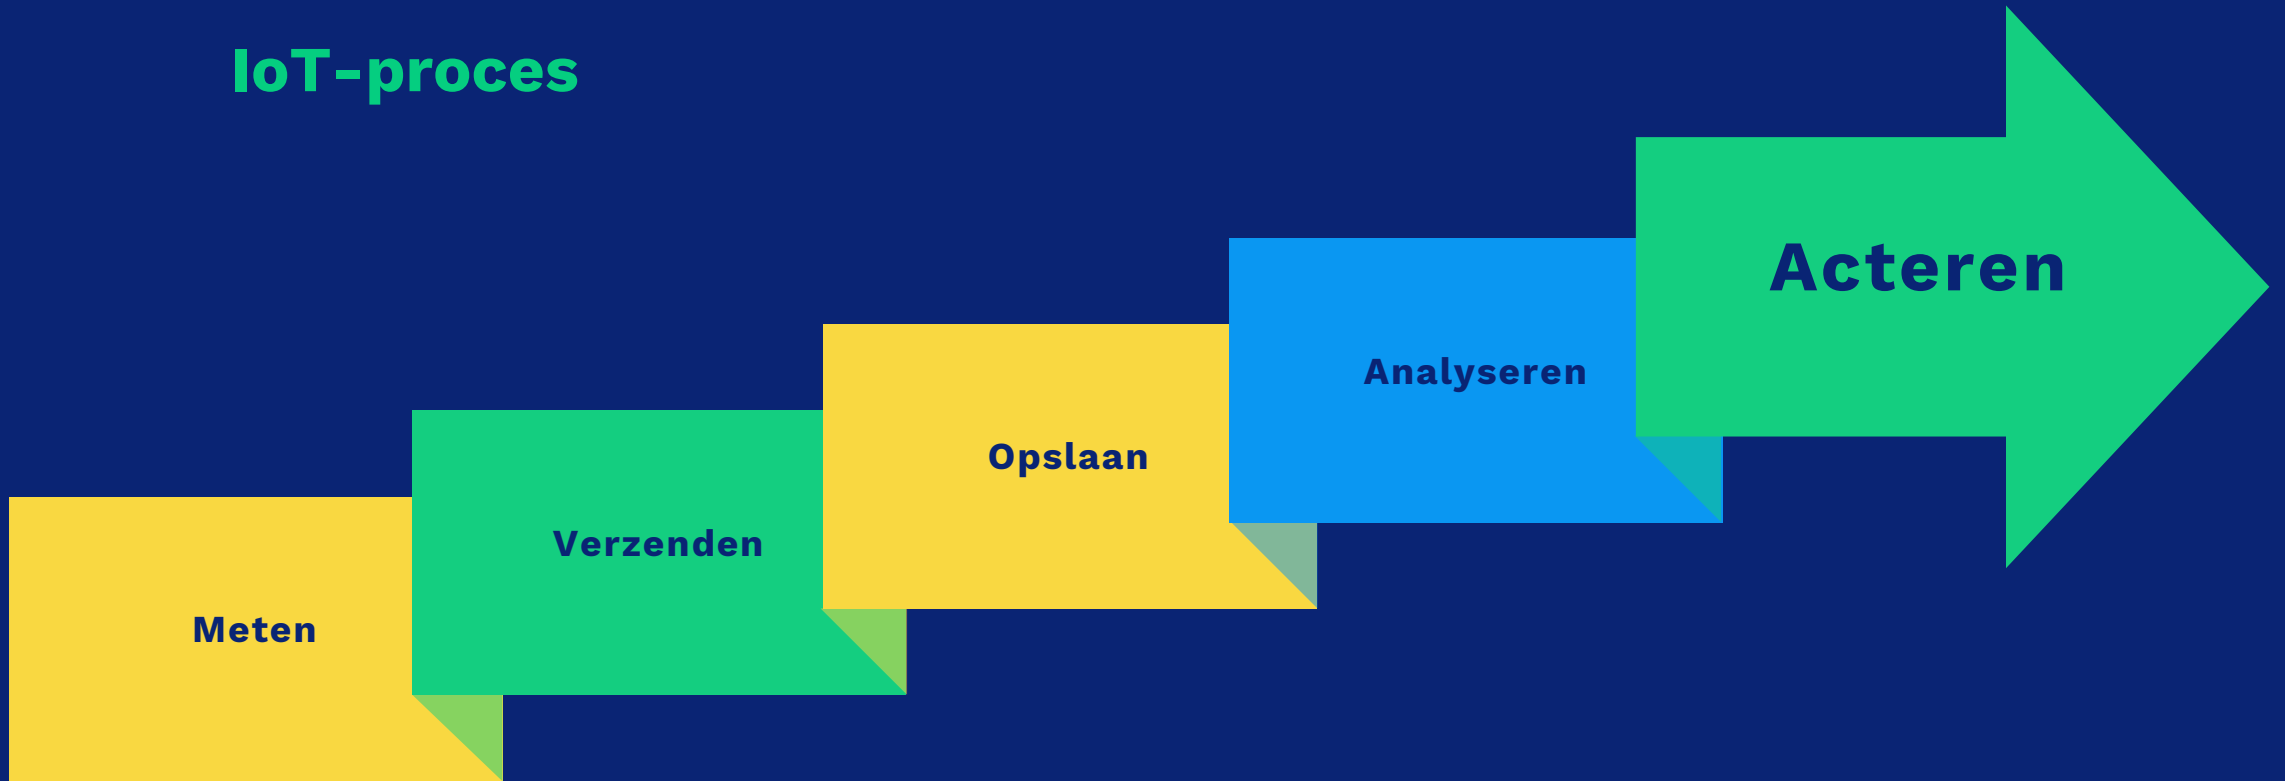 IoT-proces
Meten
Verzenden
Opslaan
Analyseren
Acteren